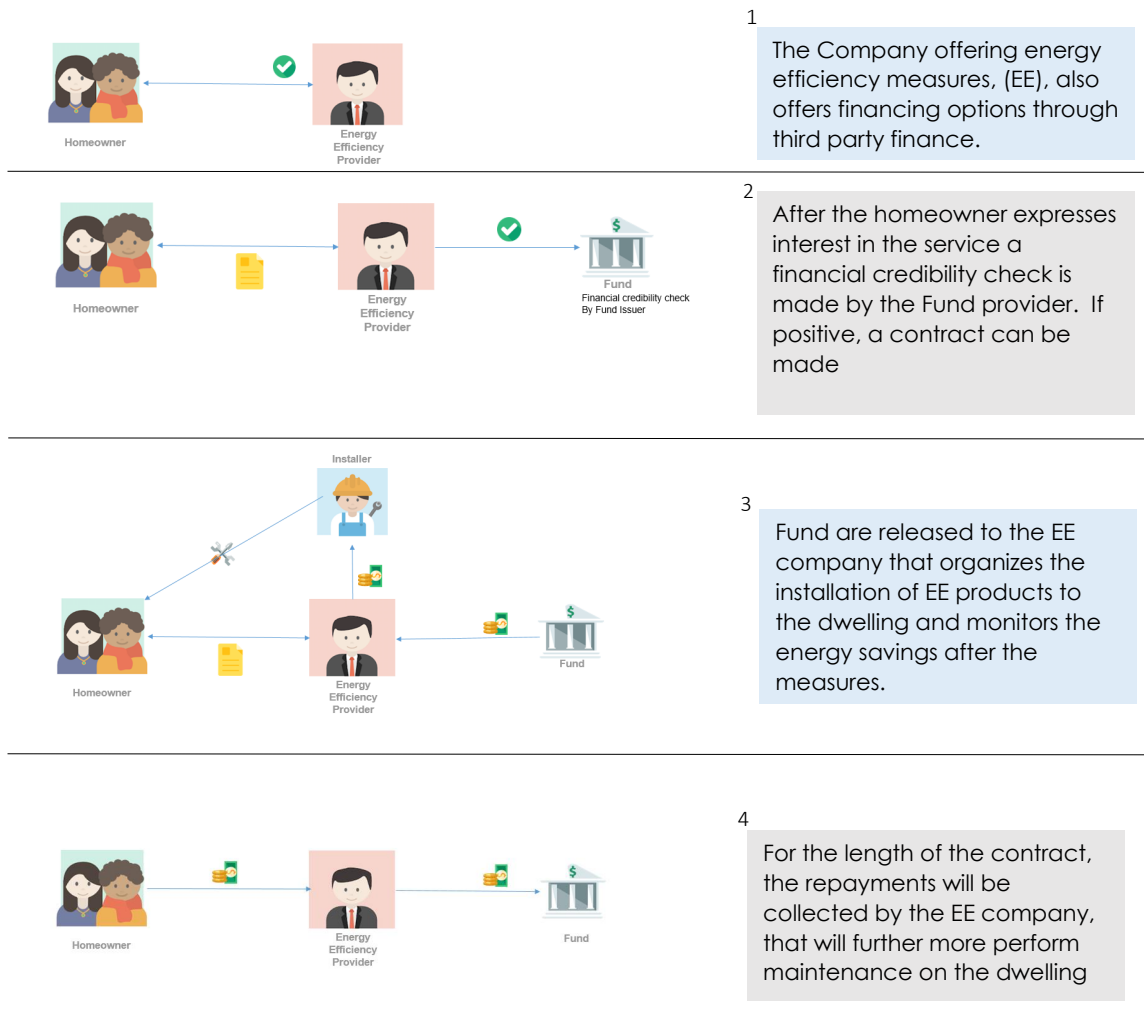 1
The Company offering energy
efficiency measures, (EE), also
offers financing options through
third party finance.
Homeowner
Energy
Efficiency
Provider
2
After the homeowner expresses
interest in the service a
financial credibility check is
made by the Fund provider.  If
positive, a contract can be
made
Homeowner
Energy
Efficiency
Provider
$
Fund
Financial credibility check
By Fund Issuer
Installer
3
Fund are released to the EE
company that organizes the
installation of EE products to
the dwelling and monitors the
energy savings after the
measures.
Homeowner
Energy
Efficiency
Provider
$
Fund
4
For the length of the contract,
the repayments will be
collected by the EE company,
that will further more perform
maintenance on the dwelling
Homeowner
Energy
Efficiency
Provider
$
Fund